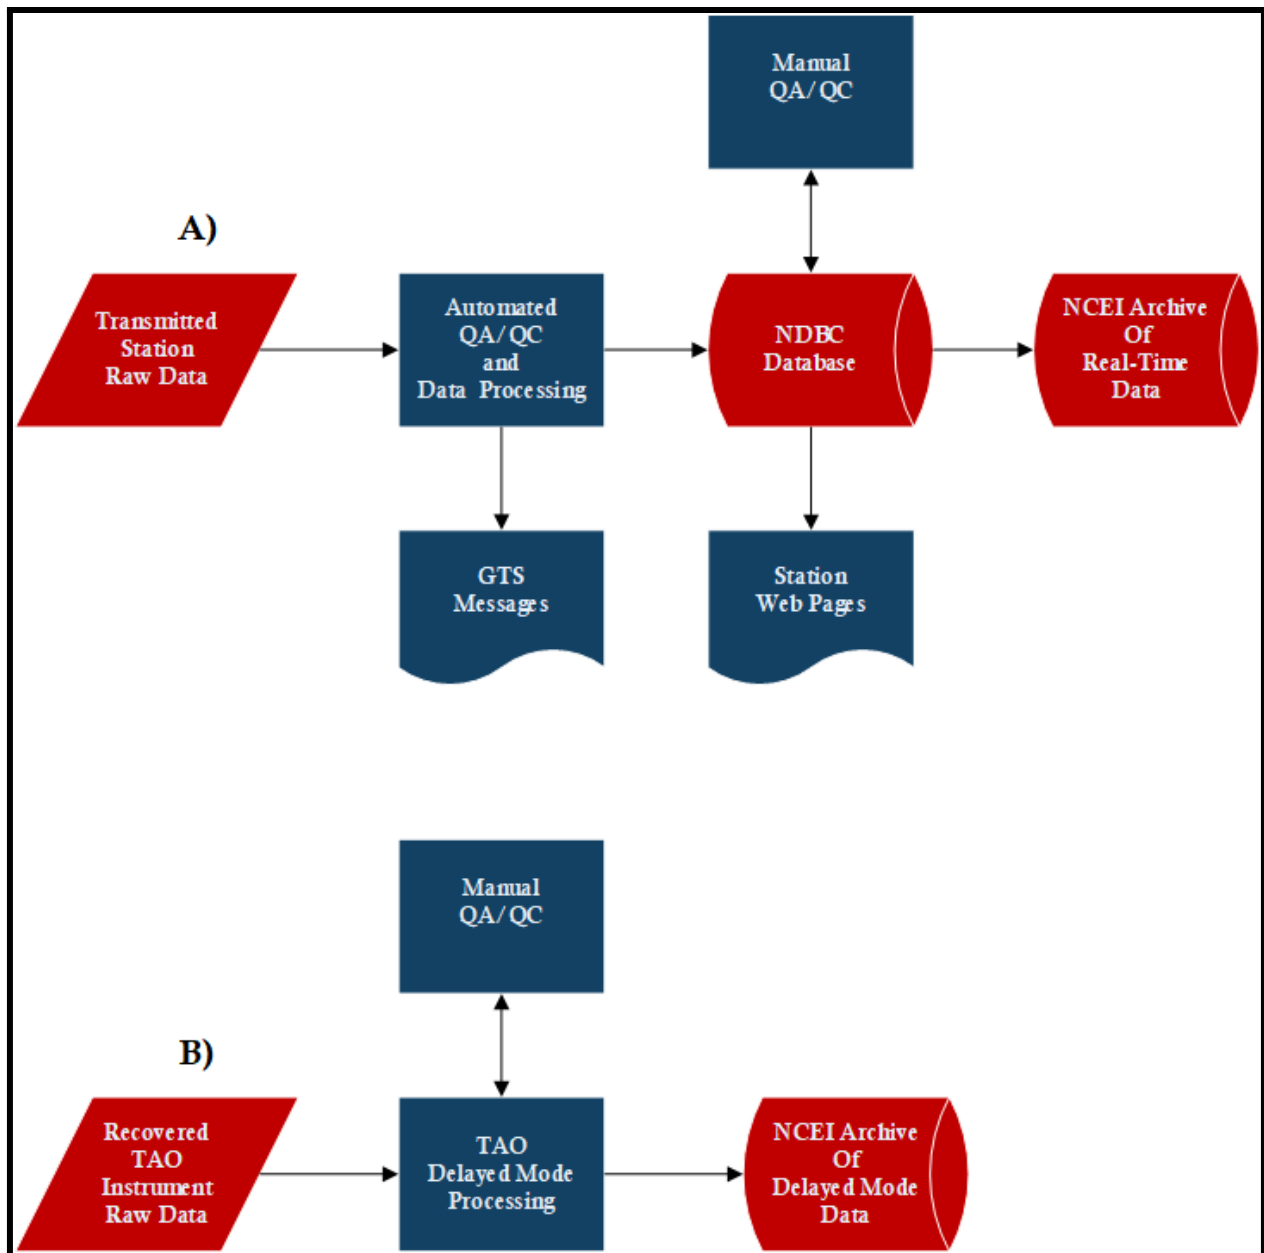 Manual
QA/QC
A)
Transmitted
Station
Raw Data
Automated
QA/QC
and
Data Processing
NDBC
Database
NCEI Archive
Of
Real-Time
Data
GTS
Messages
Station
Web Pages
Manual
QA/QC
B)
Recovered
TAO
Instrument
Raw Data
TAO
Delayed Mode
Processing
NCEI Archive
Of
Delayed Mode
Data